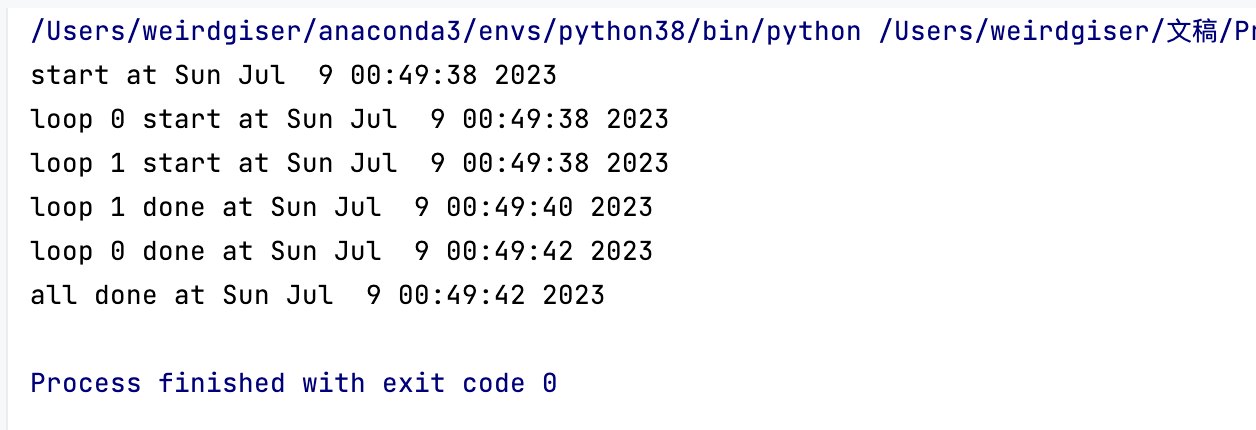 /Users/weirdgiser/anaconda3/envs/python38/bin/python /Users/weirdgiser/文稿/Pr
start at Sun Jul  9 00:49:38 2023
loop 0 start at Sun Jul  9 00:49:38 2023
loop 1 start at Sun Jul  9 00:49:38 2023
loop 1 done at Sun Jul  9 00:49:40 2023
loop 0 done at Sun Jul  9 00:49:42 2023
all done at Sun Jul  9 00:49:42 2023
Process finished with exit code 0